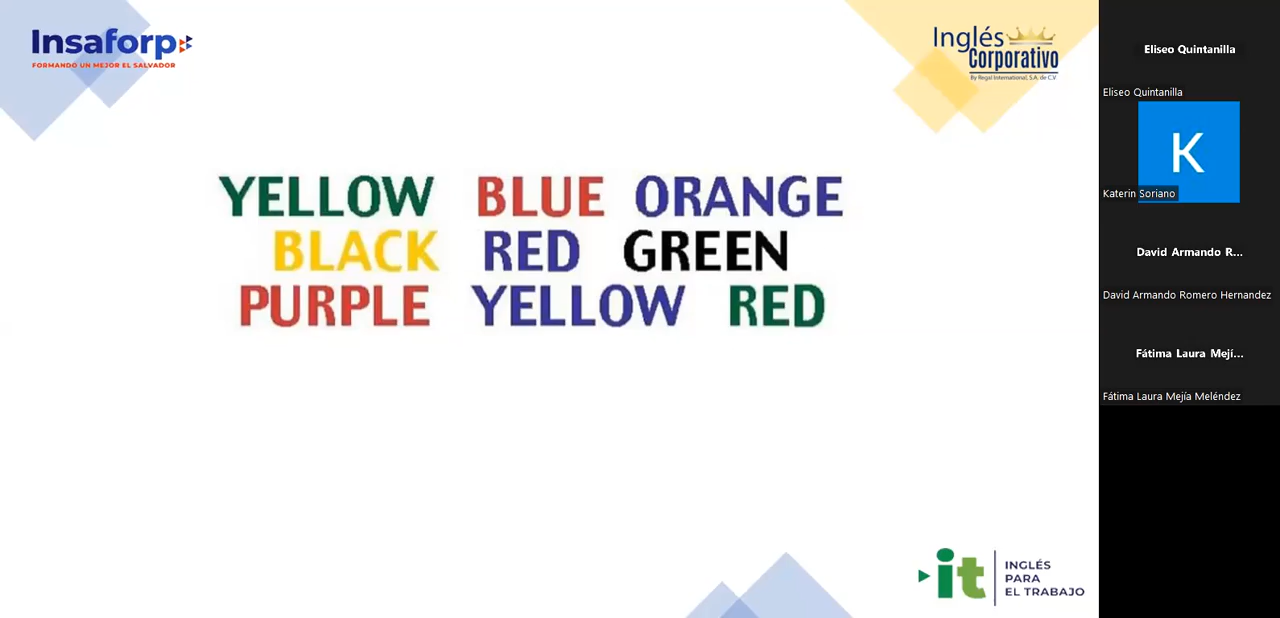 Insaforp
FORMANDO UN MEJOR EL SALVADOR
Inglés
Corporativo
By Regal International, S.A. de C.V.
YELLOW BLUE ORANGE
BLACK RED GREEN
PURPLE YELLOW RED
it
INGLÉS
PARA
EL TRABAJO
Eliseo Quintanilla
Eliseo Quintanilla
K
Katerin Soriano
David Armando R...
David Armando Romero Hernandez
Fátima Laura Mejí...
Fátima Laura Mejía Meléndez